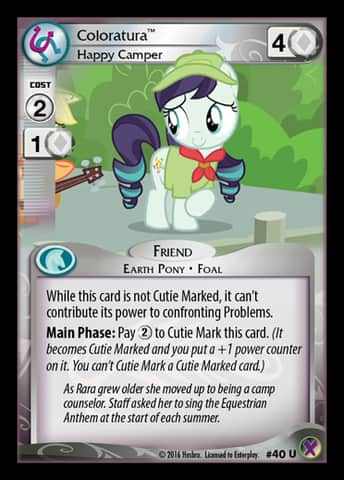 Coloratura™
Happy Camper
4
COST
2
1
FRIEND
EARTH PONY • FOAL
While this card is not Cutie Marked, it can't
contribute its power to confronting Problems.
Main Phase: Pay 2 to Cutie Mark this card. (It
becomes Cutie Marked and you put a +1 power counter
on it. You can't Cutie Mark a Cutie Marked card.)
As Rara grew older she moved up to being a camp
counselor. Staff asked her to sing the Equestrian
Anthem at the start of each summer.
© 2016 Hasbro. Licensed to Enterplay. #40 U